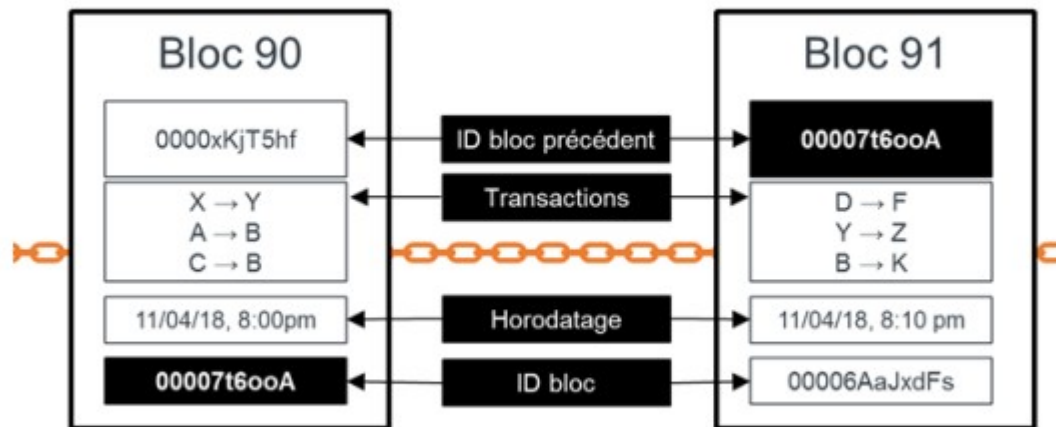 Bloc 90
0000xKjT5hf
X → Y
A → B
C → B
11/04/18, 8:00pm
00007t6ooA
ID bloc précédent
Transactions
Horodatage
ID bloc
Bloc 91
00007t6ooA
D → F
Y → Z
B → K
11/04/18, 8:10 pm
00006AaJxdFs